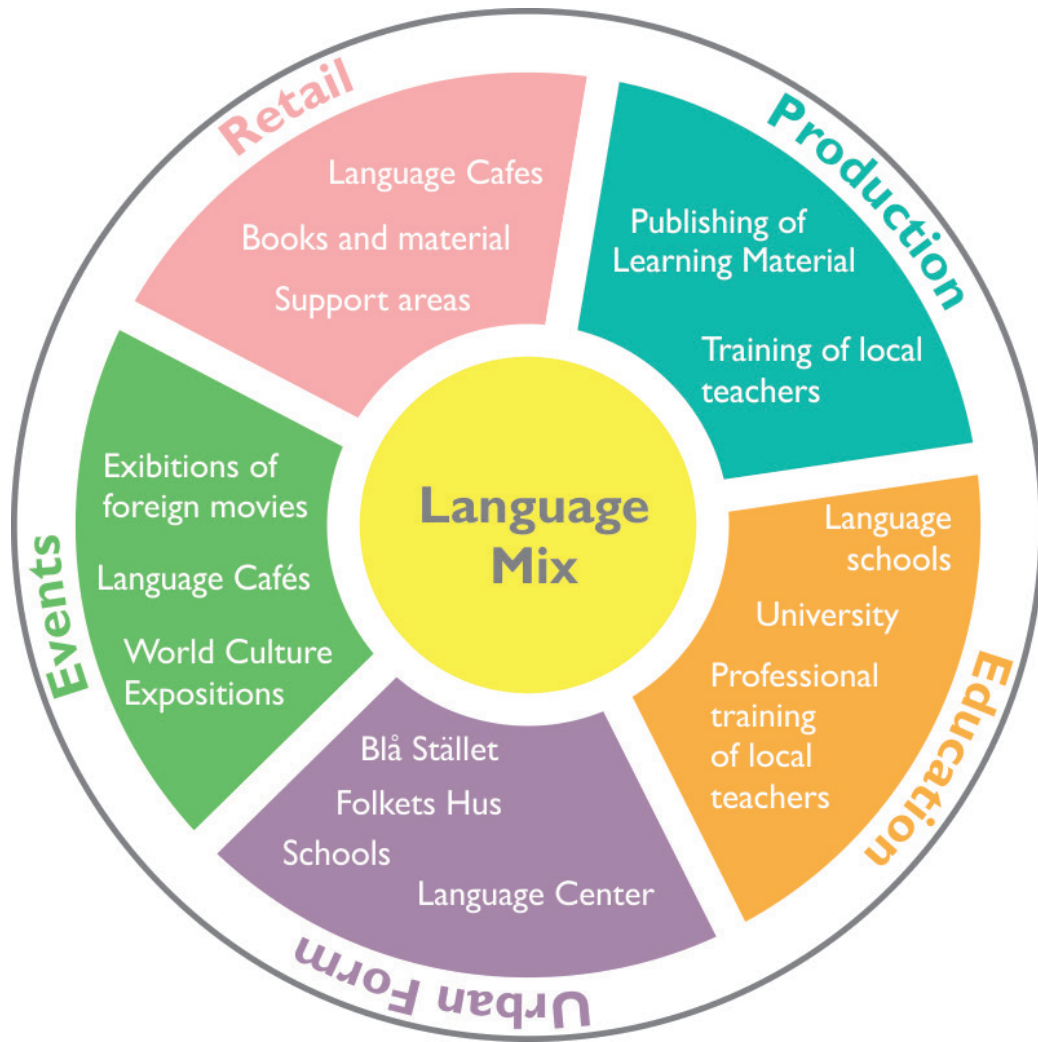 Retail
Language Cafes
Books and material
Support areas
Production
Publishing of
Learning Material
Training of local
teachers
Education
Language
schools
University
Professional
training
of local
teachers
Urban Form
Blå Stället
Folkets Hus
Schools
Language Center
Events
Exibitions of
foreign movies
Language Cafés
World Culture
Expositions
Language
Mix